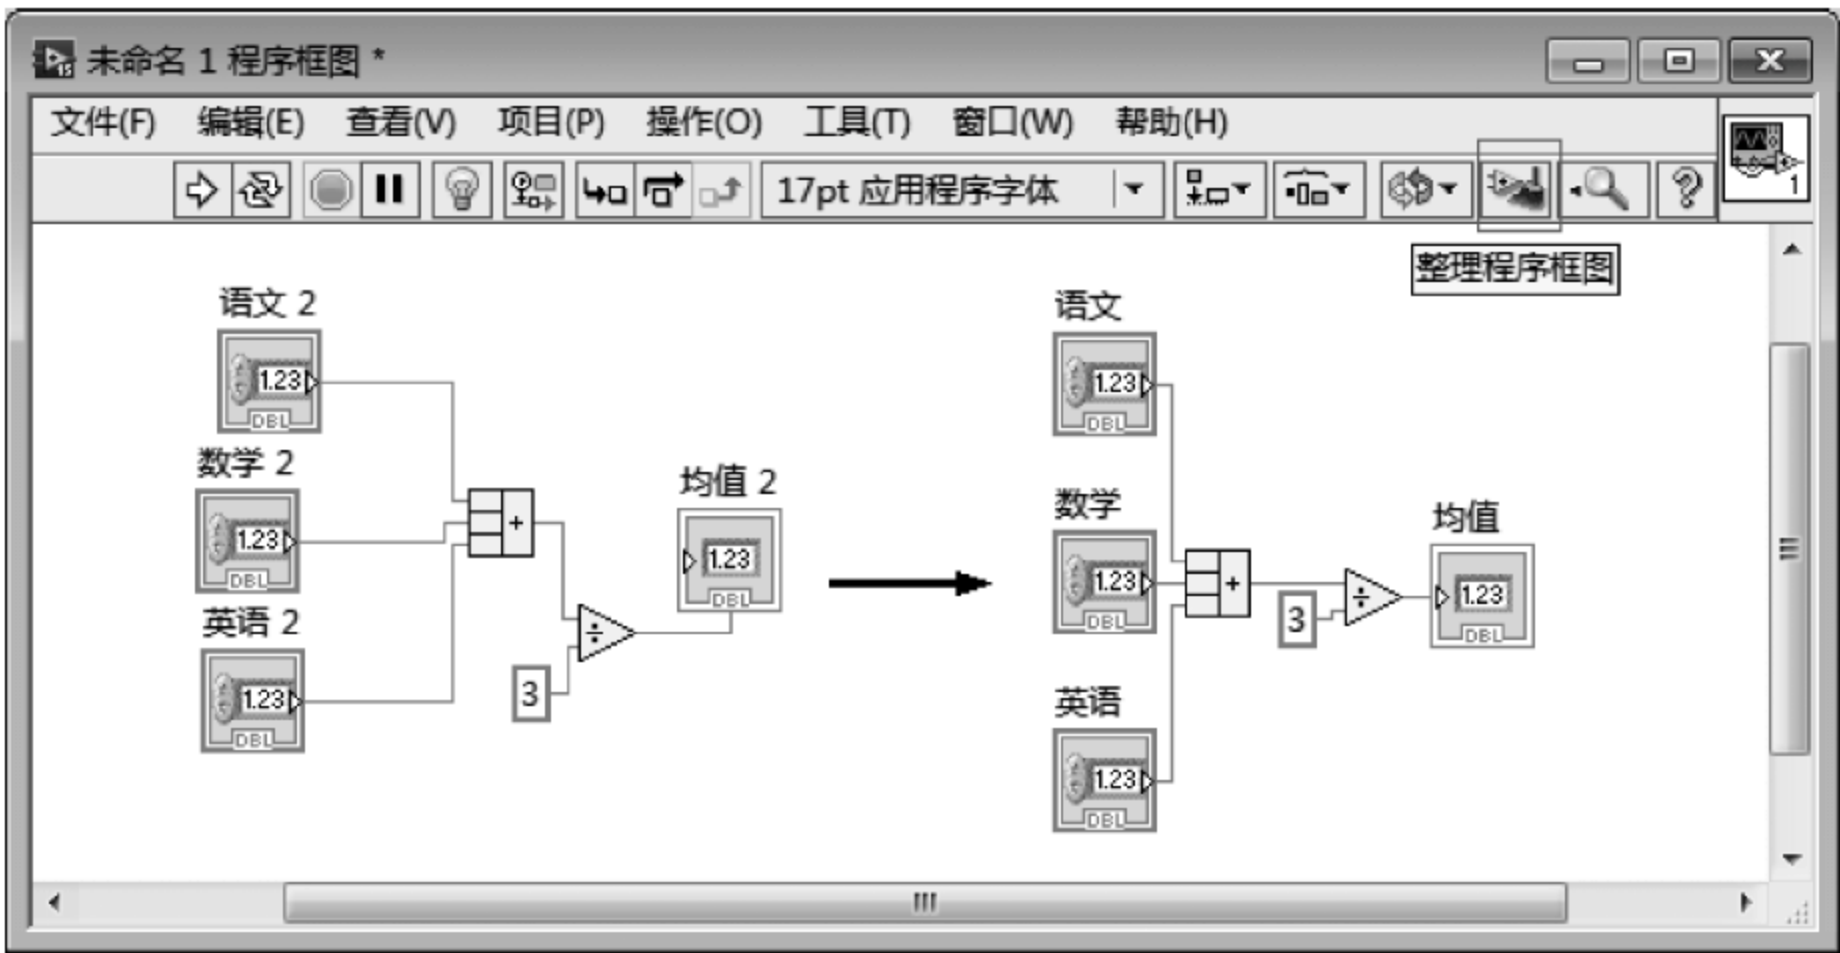 未命名 1 程序框图 *
文件(F) 编辑(E) 查看(V) 项目(P) 操作(O) 工具(T) 窗口(W) 帮助(H)
17pt 应用程序字体
1
整理程序框图
语文 2
1.23
DBL
数学 2
1.23
DBL
英语 2
1.23
DBL
+
÷
3
均值 2
1.23
DBL
语文
1.23
DBL
数学
1.23
DBL
英语
1.23
DBL
+
3
÷
均值
1.23
DBL